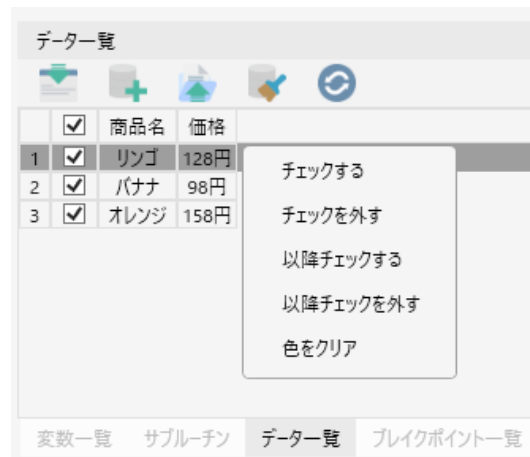 データ一覧
商品名 価格
1 リンゴ 128円
2 バナナ 98円
3 オレンジ 158円
チェックする
チェックを外す
以降チェックする
以降チェックを外す
色をクリア
変数一覧 サブルーチン データ一覧 ブレイクポイント一覧